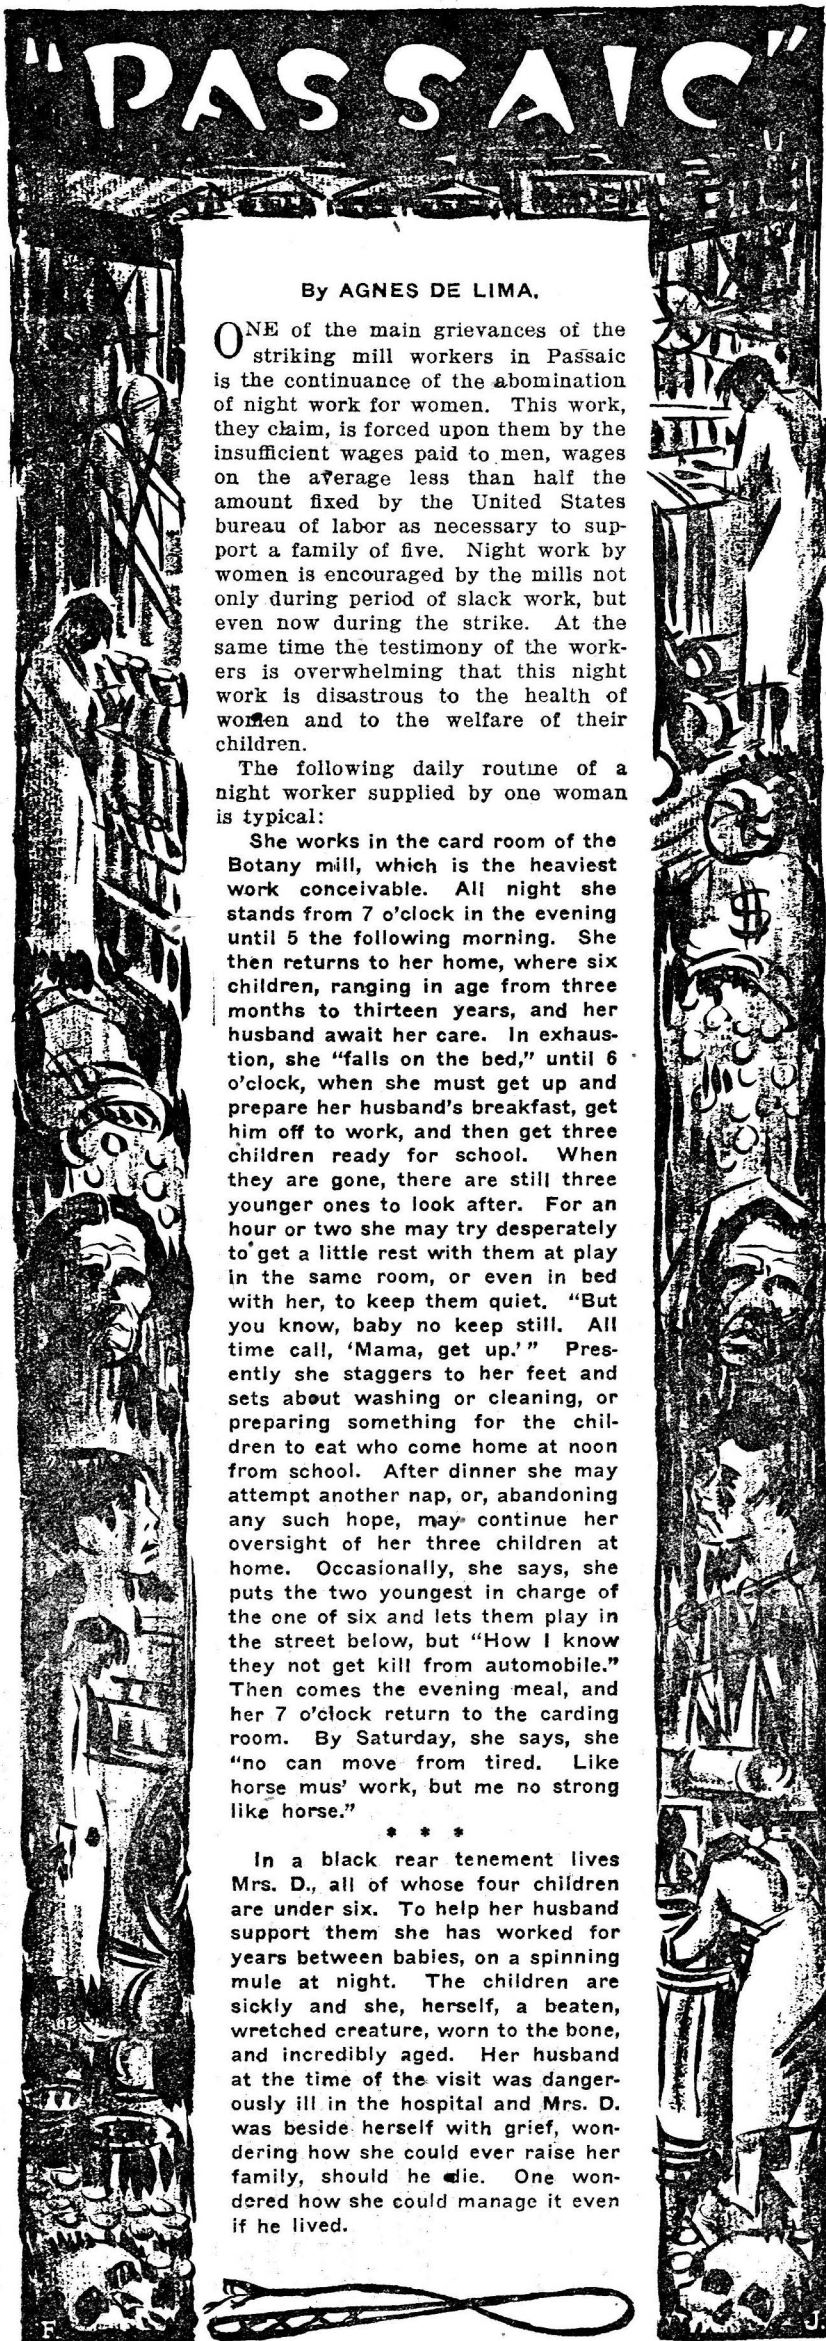 "PASSAIC"
By AGNES DE LIMA.
ONE of the main grievances of the
striking mill workers in Passaic
is the continuance of the abomination
of night work for women. This work,
they claim, is forced upon them by the
insufficient wages paid to men, wages
on the average less than half the
amount fixed by the United States
bureau of labor as necessary to sup-
port a family of five. Night work by
women is encouraged by the mills not
only during period of slack work, but
even now during the strike. At the
same time the testimony of the work-
ers is overwhelming that this night
work is disastrous to the health of
women and to the welfare of their
children.
The following daily routine of a
night worker supplied by one woman
is typical:
She works in the card room of the
Botany mill, which is the heaviest
work conceivable. All night she
stands from 7 o'clock in the evening
until 5 the following morning. She
then returns to her home, where six
children, ranging in age from three
months to thirteen years, and her
husband await her care. In exhaus-
tion, she "falls on the bed," until 6
o'clock, when she must get up and
prepare her husband's breakfast, get
him off to work, and then get three
children ready for school. When
they are gone, there are still three
younger ones to look after. For an
hour or two she may try desperately
to get a little rest with them at play
in the same room, or even in bed
with her, to keep them quiet. "But
you know, baby no keep still. All
time call, 'Mama, get up.'" Pres-
ently she staggers to her feet and
sets about washing or cleaning, or
preparing something for the chil-
dren to eat who come home at noon
from school. After dinner she may
attempt another nap, or, abandoning
any such hope, may continue her
oversight of her three children at
home. Occasionally, she says, she
puts the two youngest in charge of
the one of six and lets them play in
the street below, but "How I know
they not get kill from automobile."
Then comes the evening meal, and
her 7 o'clock return to the carding
room. By Saturday, she says, she
"no can move from tired. Like
horse mus' work, but me no strong
like horse."
* * *
In a black rear tenement lives
Mrs. D., all of whose four children
are under six. To help her husband
support them she has worked for
years between babies, on a spinning
mule at night. The children are
sickly and she, herself, a beaten,
wretched creature, worn to the bone,
and incredibly aged. Her husband
at the time of the visit was danger-
ously ill in the hospital and Mrs. D.
was beside herself with grief, won-
dering how she could ever raise her
family, should he die. One won-
dered how she could manage it even
if he lived.
$
F.
J.